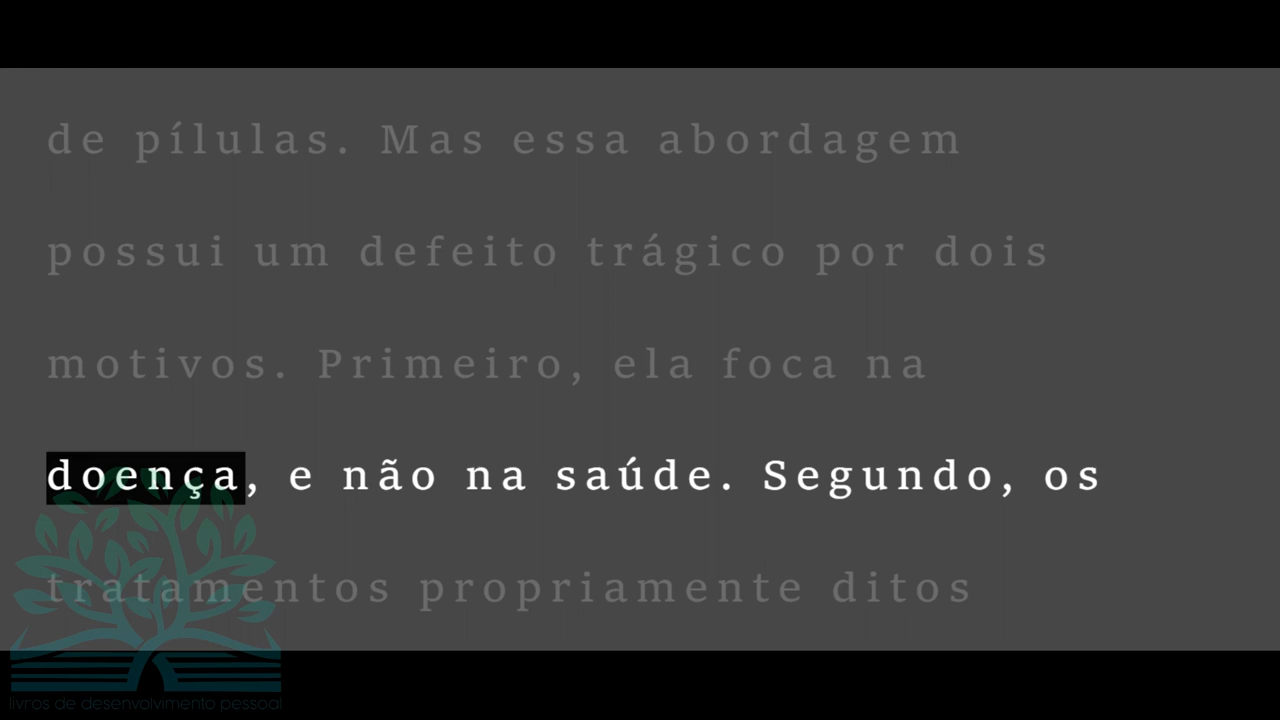 de pílulas. Mas essa abordagem
possui um defeito trágico por dois
motivos. Primeiro, ela foca na
doença, e não na saúde. Segundo, os
tratamentos propriamente ditos
livros de desenvolvimento pessoal